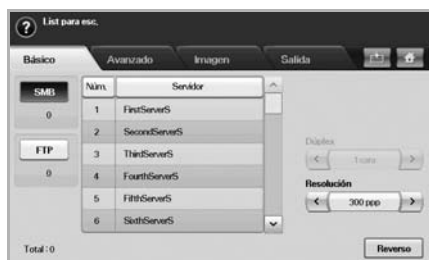 ? List para esc.
Básico Avanzado Imagen Salida
SMB
0
FTP
0
Núm. Servidor
1 FirstServerS
2 SecondServerS
3 ThirdServerS
4 FourthServerS
5 FifthServerS
6 SixthServerS
Dúplex
< 1 cara >
Resolución
< 300 ppp >
Total : 0
Reverso